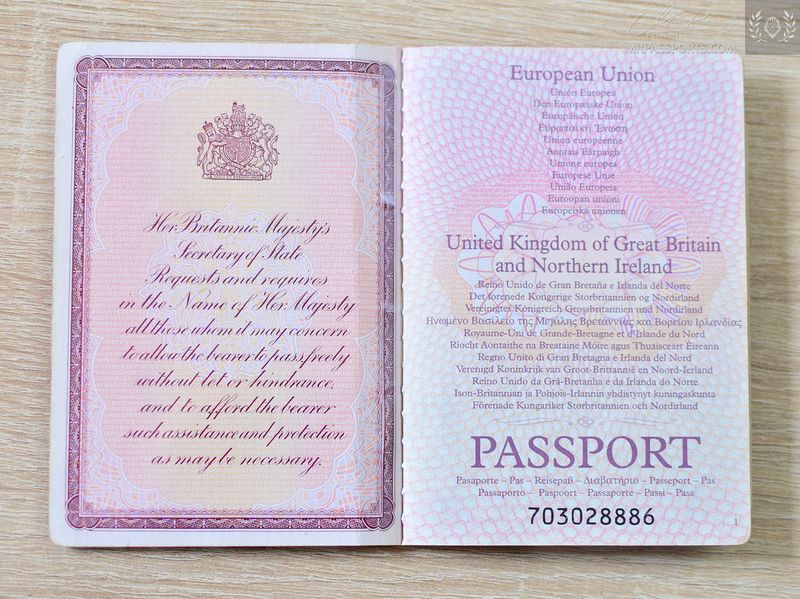 MRPASSPORTS.COM
Her Britannic Majesty's
Secretary of State
Requests and requires
in the Name of Her Majesty
all those whom it may concern
to allow the bearer to pass freely
without let or hindrance,
and to afford the bearer
such assistance and protection
as may be necessary.
European Union
Unión Europea
Den Europæiske Union
Europäische Union
Ευρωπαϊκή Ένωση
Union européenne
Aontais Eórpaigh
Unione europea
Europese Unie
União Europeia
Euroopan unioni
Europeiska unionen
United Kingdom of Great Britain
and Northern Ireland
Reino Unido de Gran Bretaña e Irlanda del Norte
Det forenede Kongerige Storbritannien og Nordirland
Vereinigtes Königreich Grossbritannien und Nordirland
Ηνωμένο Βασίλειο της Μεγάλης Βρετανίας και Βορείου Ιρλανδίας
Royaume-Uni de Grande-Bretagne et d'Irlande du Nord
Ríocht Aontaithe na Breataine Móire agus Thuaisceart Éireann
Regno Unito di Gran Bretagna e Irlanda del Nord
Verenigd Koninkrijk van Groot-Brittannië en Noord-Ierland
Reino Unido da Grã-Bretanha e da Irlanda do Norte
Ison-Britannian ja Pohjois-Irlannin yhdistynyt kuningaskunta
Förenade Kungariket Storbritannien och Nordirland
PASSPORT
Pasaporte – Pas – Reisepaß – Διαβατήριο – Passeport – Pas
Passaporto – Paspoort – Passaporte – Passi – Pass
703028886
1